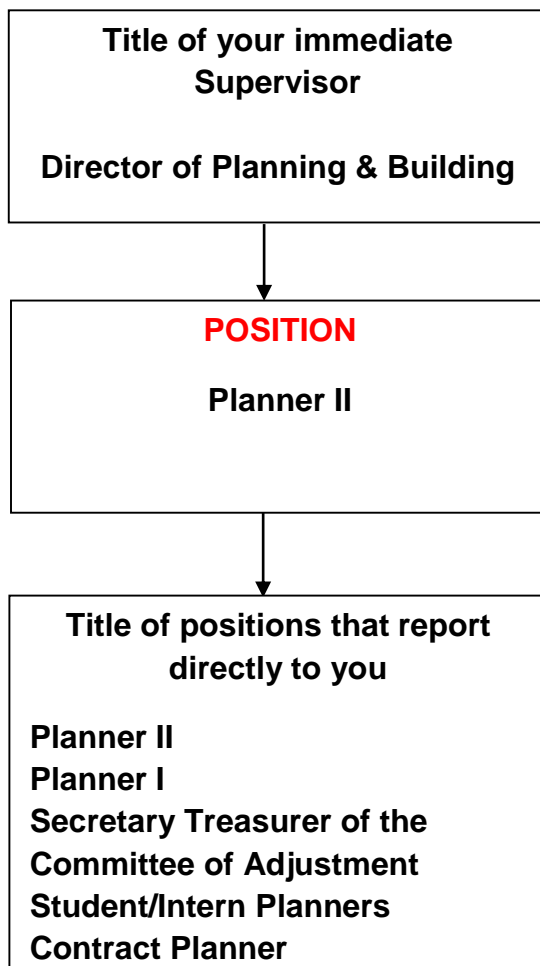 Title of your immediate
Supervisor
Director of Planning & Building
POSITION
Planner II
Title of positions that report
directly to you
Planner II
Planner I
Secretary Treasurer of the
Committee of Adjustment
Student/Intern Planners
Contract Planner